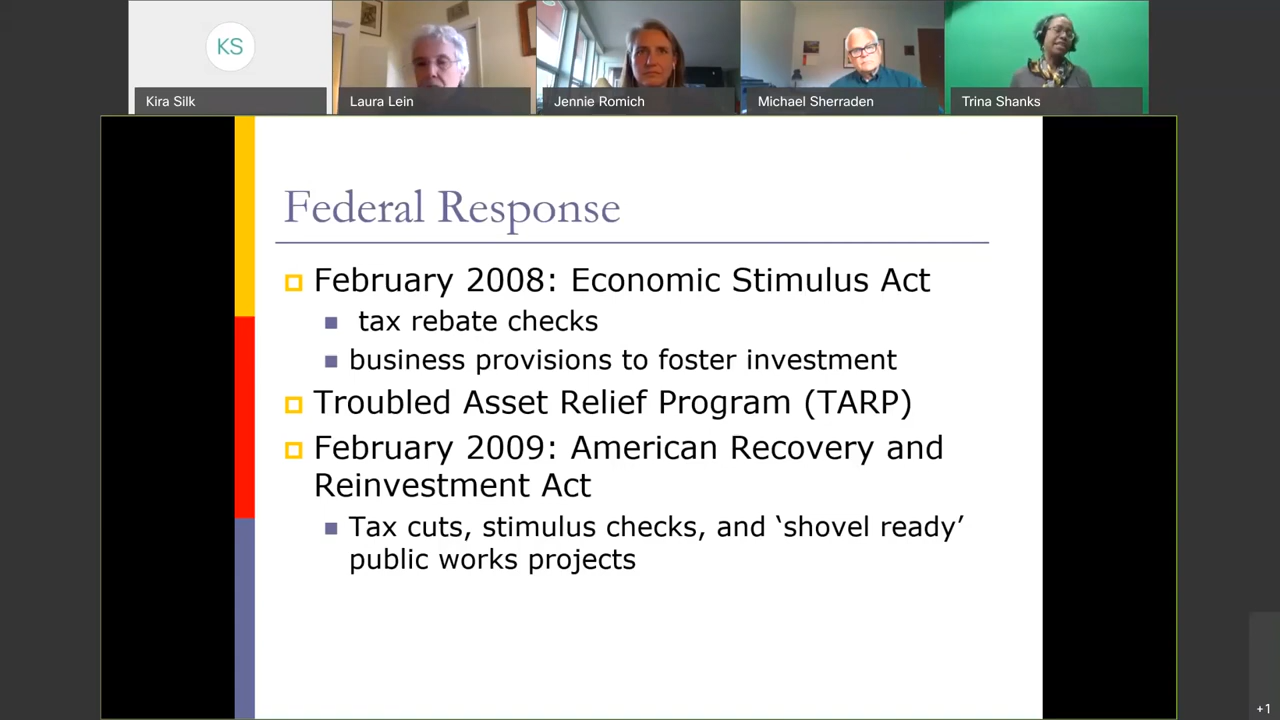 KS
Kira Silk
Laura Lein
Jennie Romich
Michael Sherraden
Trina Shanks
Federal Response
February 2008: Economic Stimulus Act
tax rebate checks
business provisions to foster investment
Troubled Asset Relief Program (TARP)
February 2009: American Recovery and
Reinvestment Act
Tax cuts, stimulus checks, and ‘shovel ready’
public works projects
+1